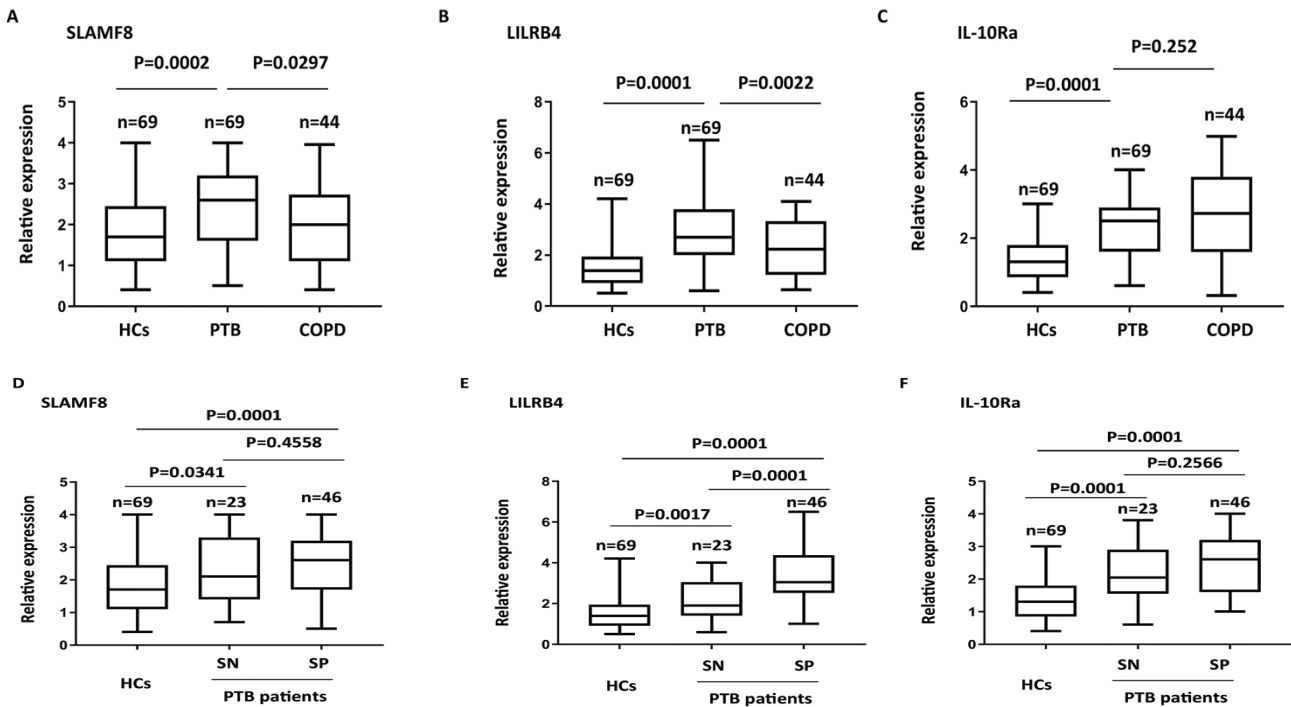 A
SLAMF8
P=0.0002
P=0.0297
Relative expression
5
4
3
2
1
0
n=69
n=69
n=44
HCs
PTB
COPD
B
LILRB4
P=0.0001
P=0.0022
Relative expression
8
6
4
2
0
n=69
n=69
n=44
HCs
PTB
COPD
C
IL-10Ra
P=0.252
P=0.0001
Relative expression
6
4
2
0
n=69
n=69
n=44
HCs
PTB
COPD
D
SLAMF8
P=0.0001
P=0.4558
P=0.0341
Relative expression
5
4
3
2
1
0
n=69
n=23
n=46
SN
SP
HCs
PTB patients
E
LILRB4
P=0.0001
P=0.0001
P=0.0017
Relative expression
8
6
4
2
0
n=69
n=23
n=46
SN
SP
HCs
PTB patients
F
IL-10Ra
P=0.0001
P=0.2566
P=0.0001
Relative expression
5
4
3
2
1
0
n=69
n=23
n=46
SN
SP
HCs
PTB patients